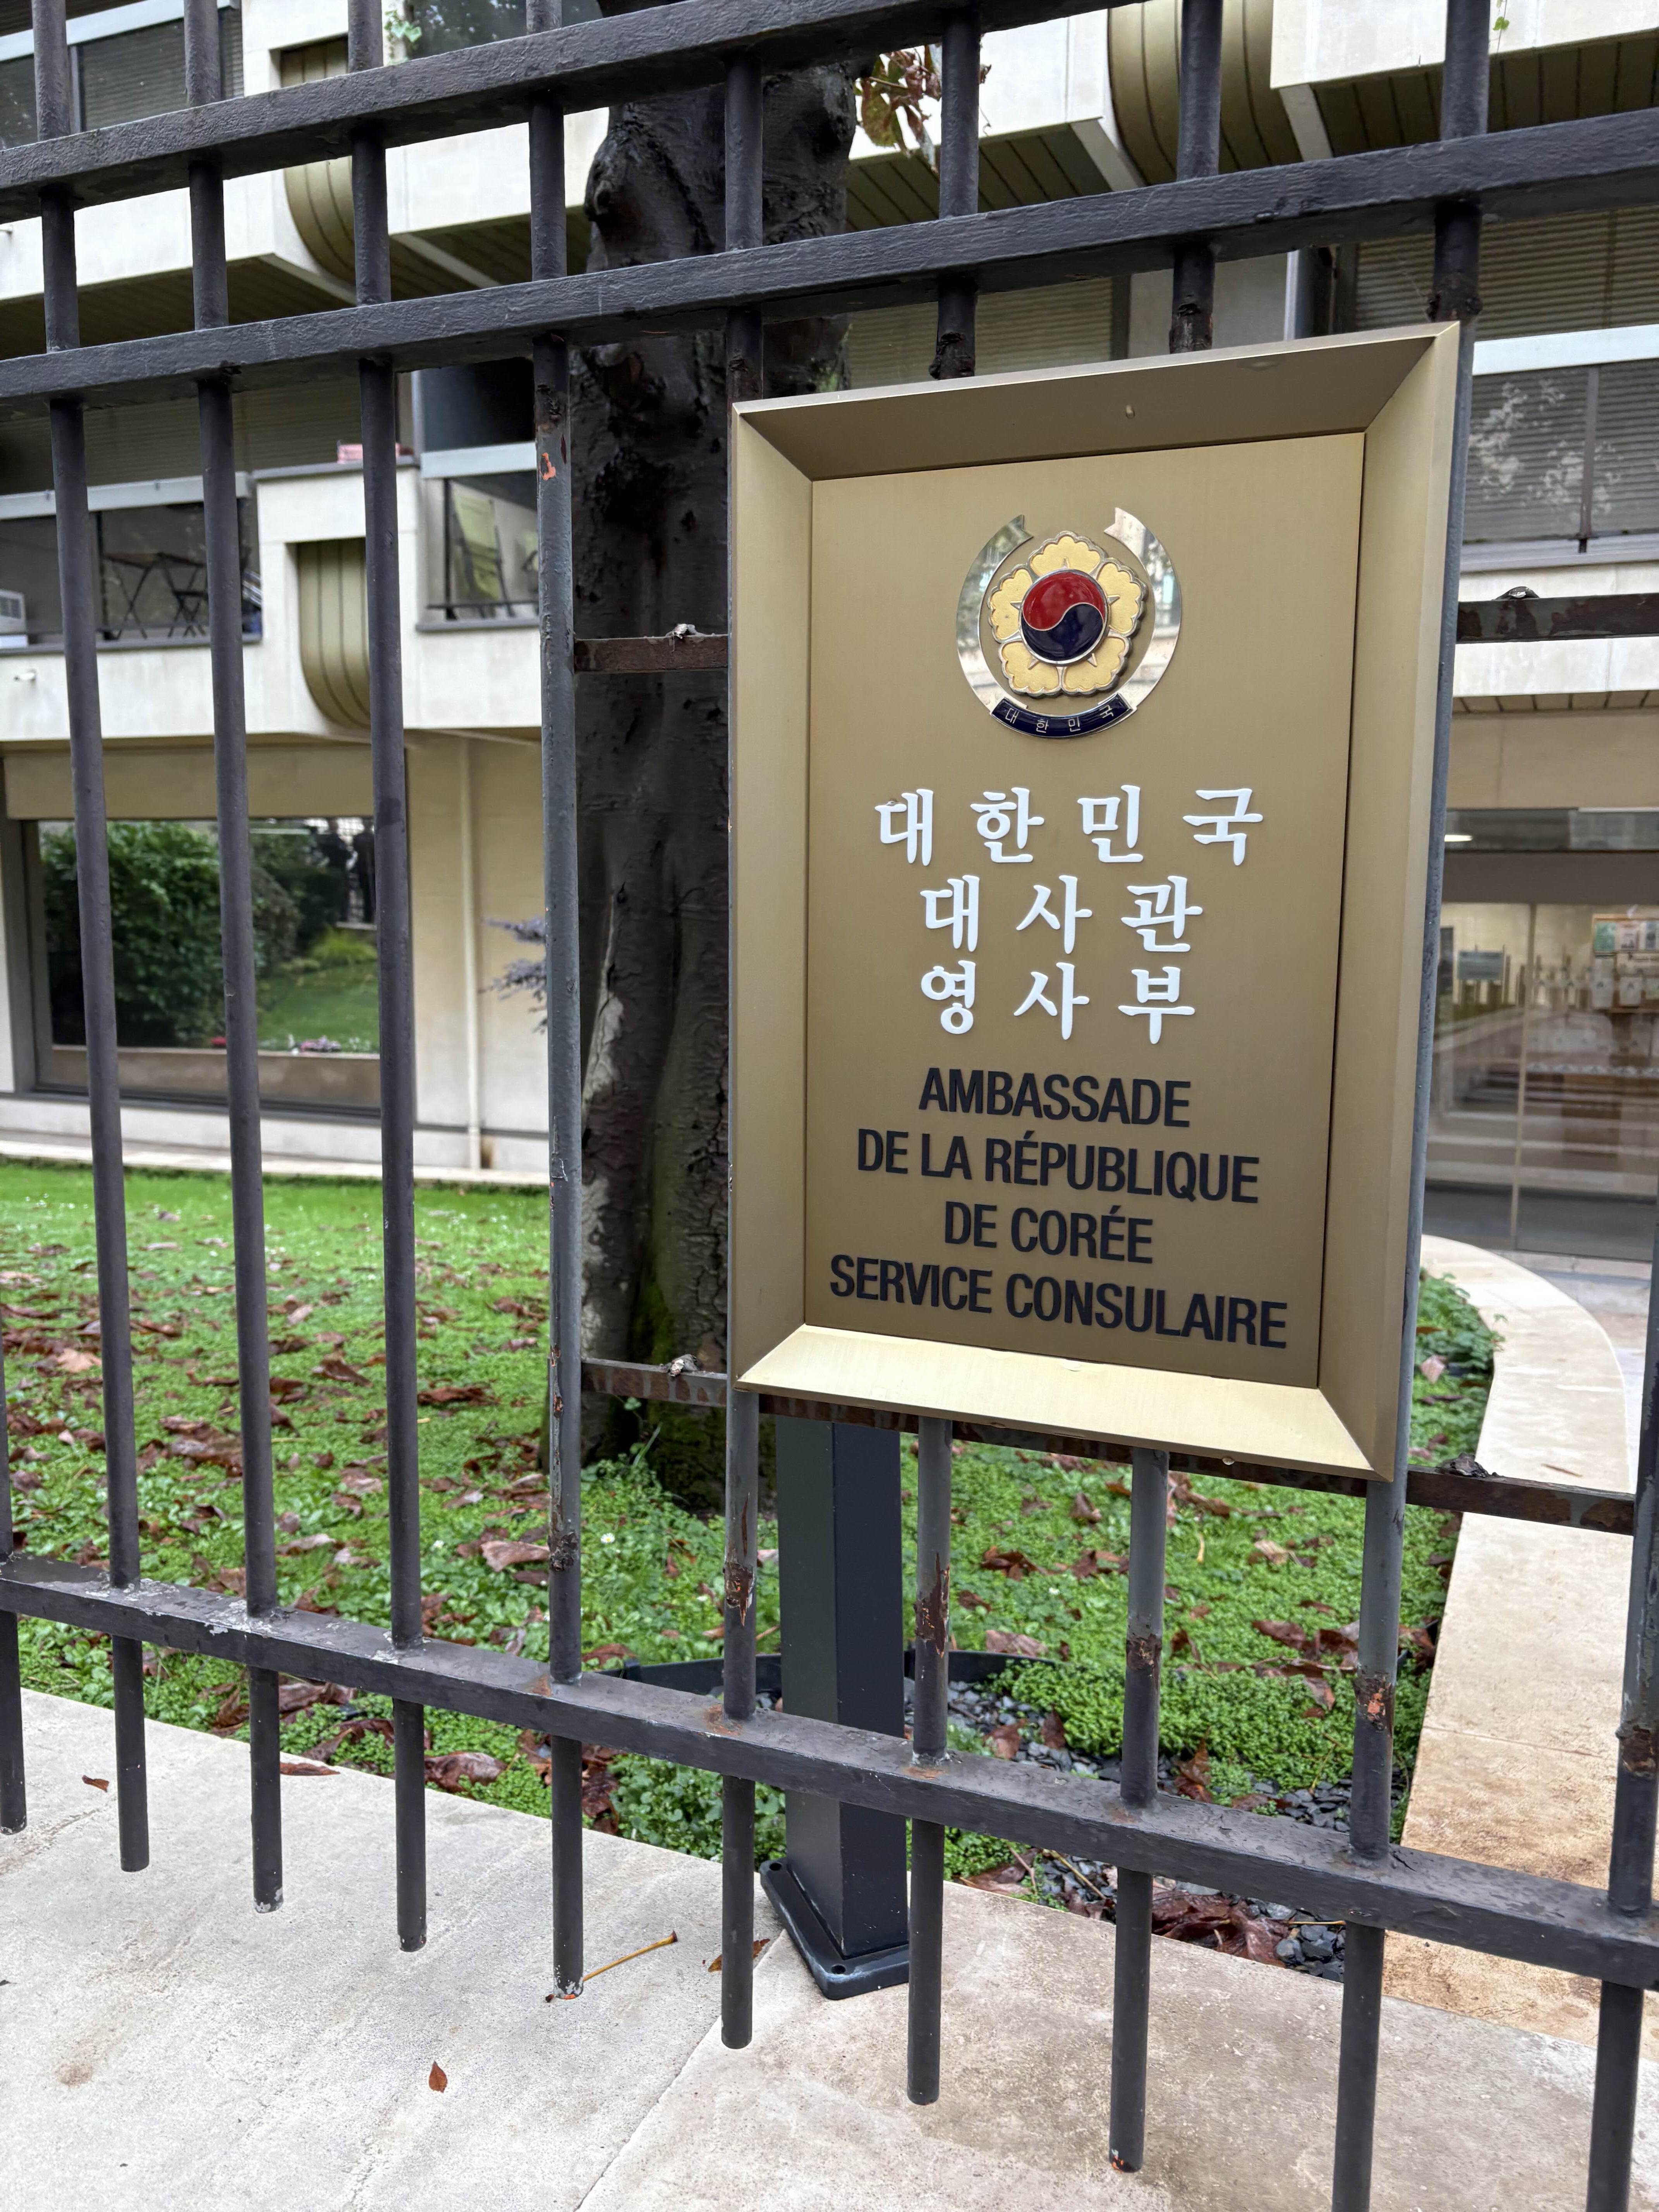 대한민국
대한민국
대사관
영사부
AMBASSADE
DE LA RÉPUBLIQUE
DE CORÉE
SERVICE CONSULAIRE